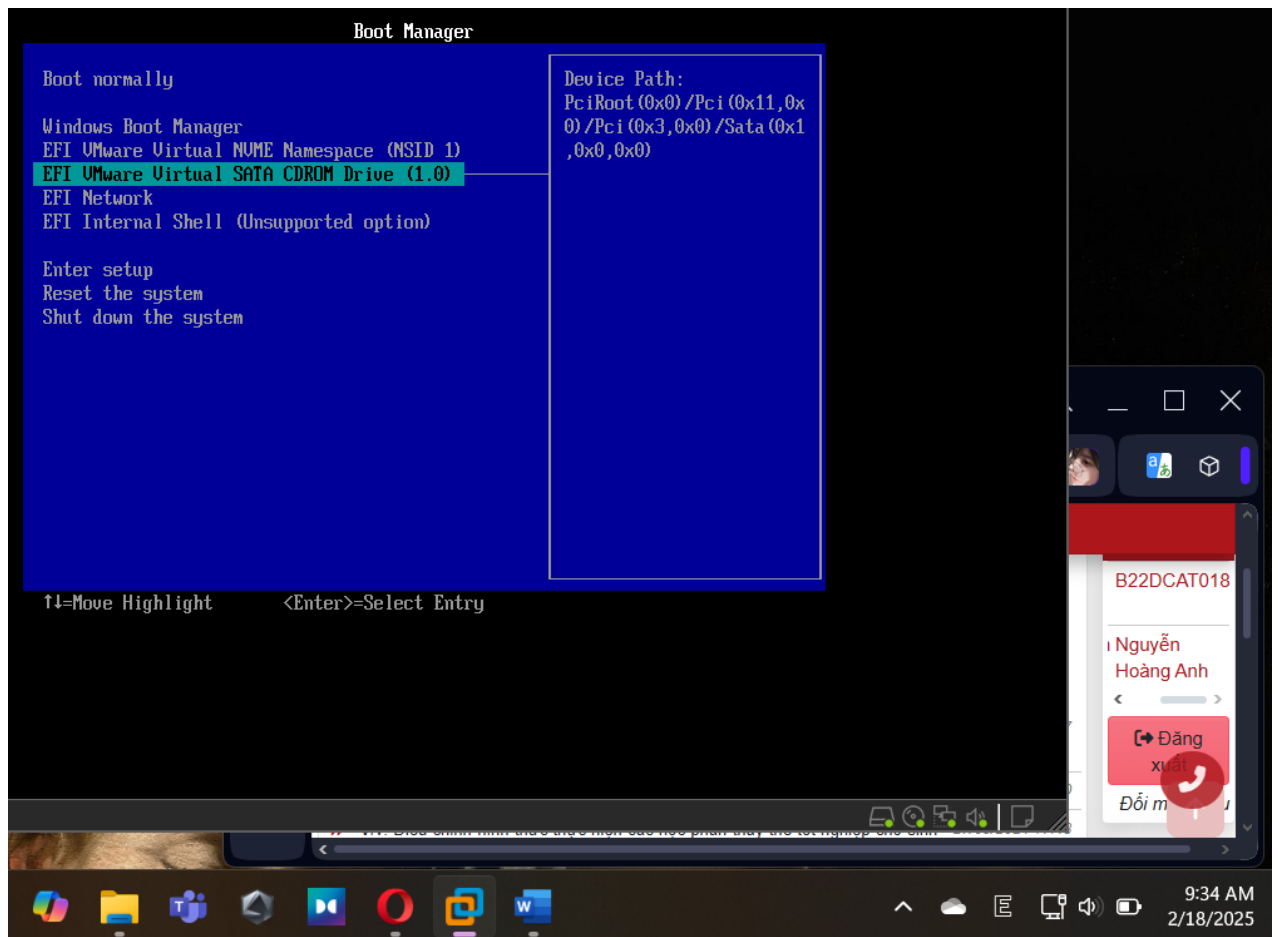 Boot Manager
Boot normally
Windows Boot Manager
EFI VMware Virtual NVME Namespace (NSID 1)
EFI VMware Virtual SATA CDROM Drive (1.0)
EFI Network
EFI Internal Shell (Unsupported option)
Enter setup
Reset the system
Shut down the system
Device Path:
PciRoot(0x0)/Pci(0x11,0x
0)/Pci(0x3,0x0)/Sata(0x1
,0x0,0x0)
↑↓=Move Highlight <Enter>=Select Entry
B22DCAT018
Nguyễn
Hoàng Anh
Đăng
xuất
Đổi m
9:34 AM
2/18/2025